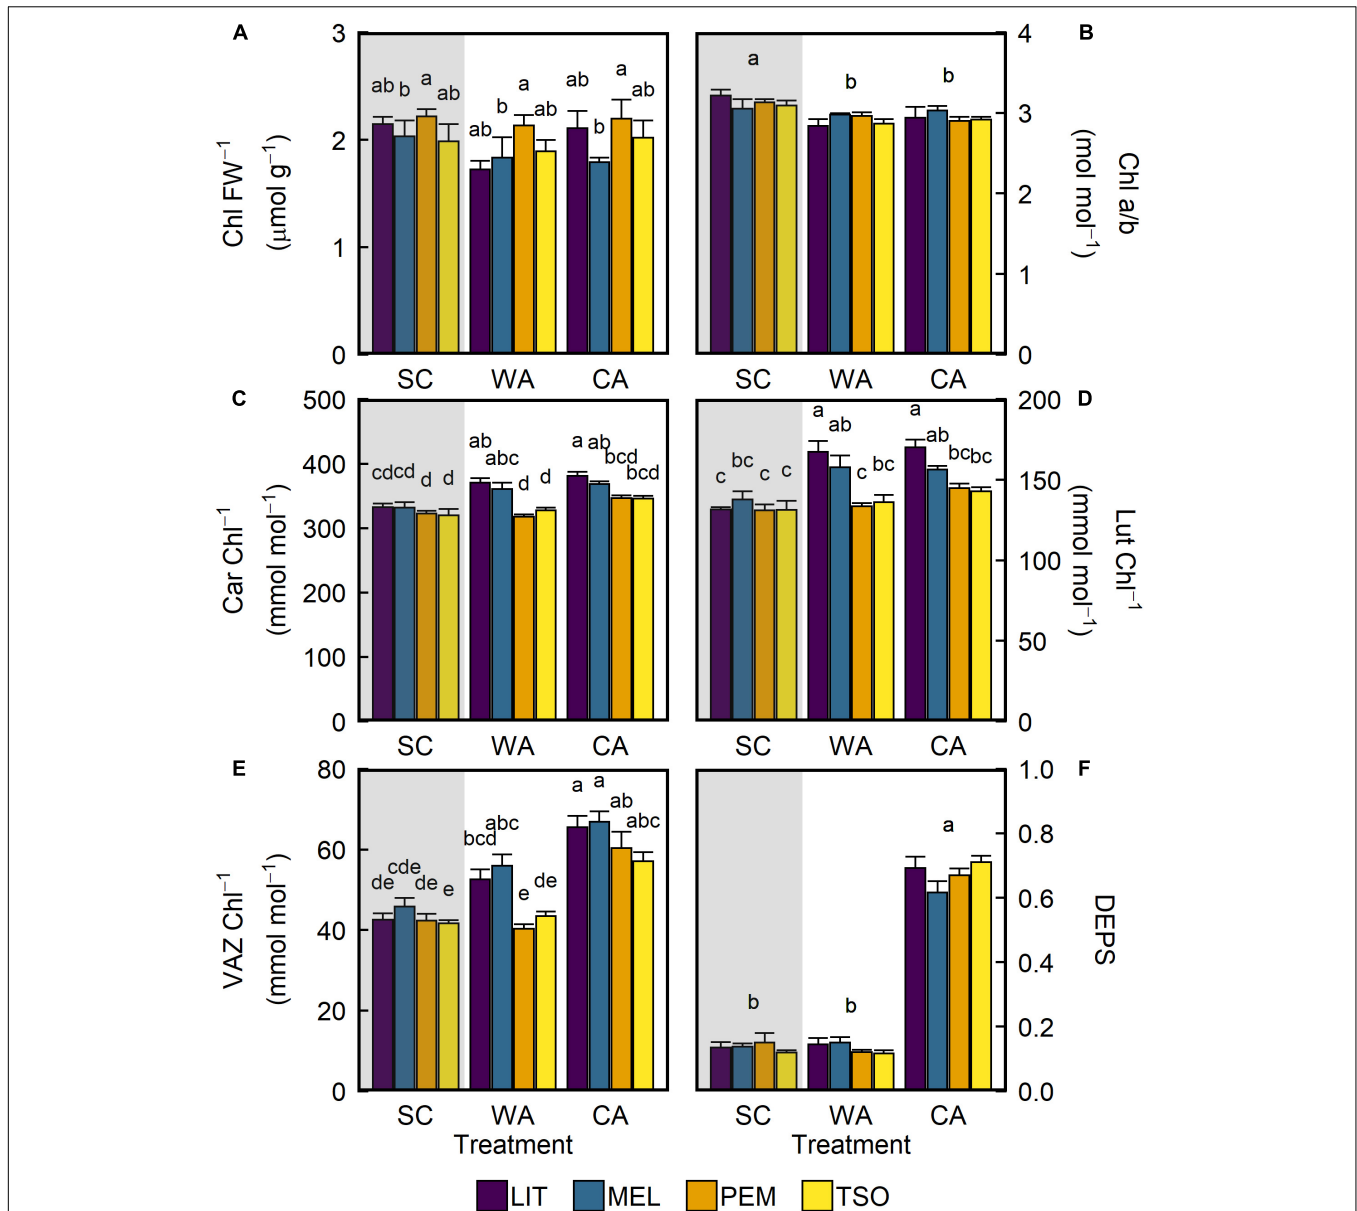 A
B
3
2
1
0
Chl FW⁻¹
(μmol g⁻¹)
ab b a ab
ab b a ab
ab b a ab
SC WA CA
4
3
2
1
0
Chl a/b
(mol mol⁻¹)
a b b
SC WA CA
C
D
500
400
300
200
100
0
Car Chl⁻¹
(mmol mol⁻¹)
cd cd d d
ab abc d d
a ab bcd bcd
SC WA CA
200
150
100
50
0
Lut Chl⁻¹
(mmol mol⁻¹)
c bc c c
a ab c bc
a ab bc bc
SC WA CA
E
F
80
60
40
20
0
VAZ Chl⁻¹
(mmol mol⁻¹)
de cde de e
bcd abc e de
a a ab abc
SC WA CA
Treatment
1.0
0.8
0.6
0.4
0.2
0.0
DEPS
b b a
SC WA CA
Treatment
LIT MEL PEM TSO